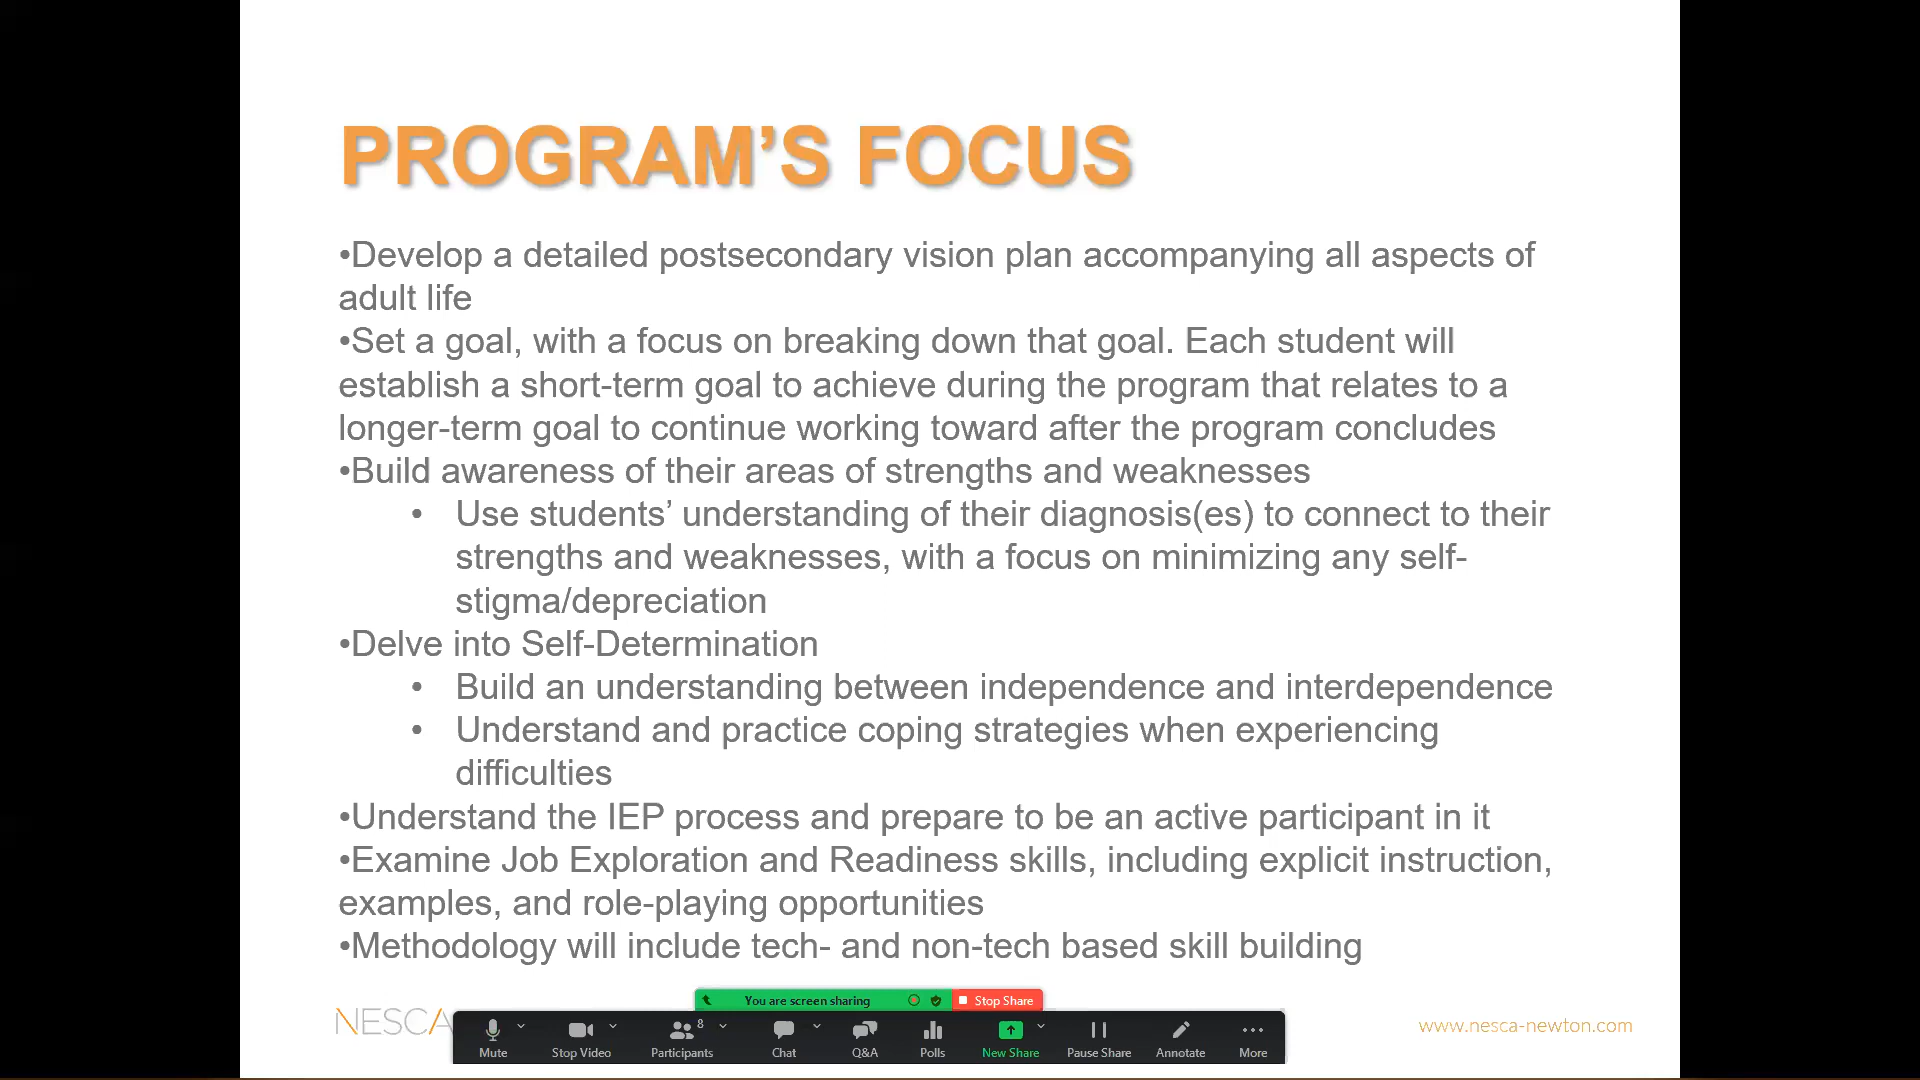 PROGRAM’S FOCUS
•Develop a detailed postsecondary vision plan accompanying all aspects of
adult life
•Set a goal, with a focus on breaking down that goal. Each student will
establish a short-term goal to achieve during the program that relates to a
longer-term goal to continue working toward after the program concludes
•Build awareness of their areas of strengths and weaknesses
• Use students’ understanding of their diagnosis(es) to connect to their
strengths and weaknesses, with a focus on minimizing any self-
stigma/depreciation
•Delve into Self-Determination
• Build an understanding between independence and interdependence
• Understand and practice coping strategies when experiencing
difficulties
•Understand the IEP process and prepare to be an active participant in it
•Examine Job Exploration and Readiness skills, including explicit instruction,
examples, and role-playing opportunities
•Methodology will include tech- and non-tech based skill building
You are screen sharing Stop Share
NESCA
www.nesca-newton.com
8
Mute Stop Video Participants Chat Q&A Polls New Share Pause Share Annotate More